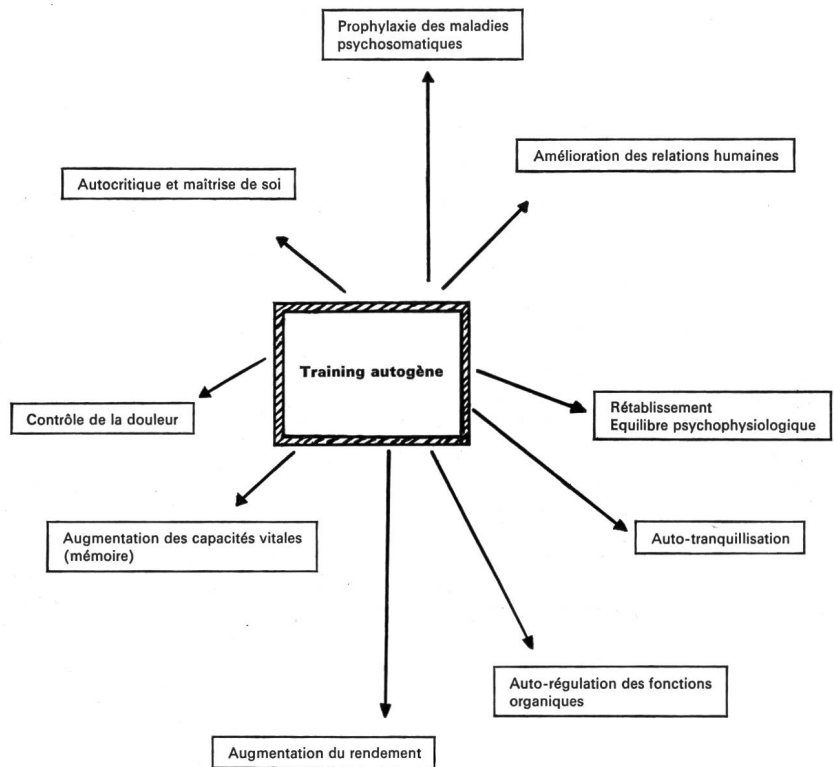 Prophylaxie des maladies
psychosomatiques
Amélioration des relations humaines
Autocritique et maîtrise de soi
Training autogène
Rétablissement
Equilibre psychophysiologique
Contrôle de la douleur
Augmentation des capacités vitales
(mémoire)
Auto-tranquillisation
Auto-régulation des fonctions
organiques
Augmentation du rendement